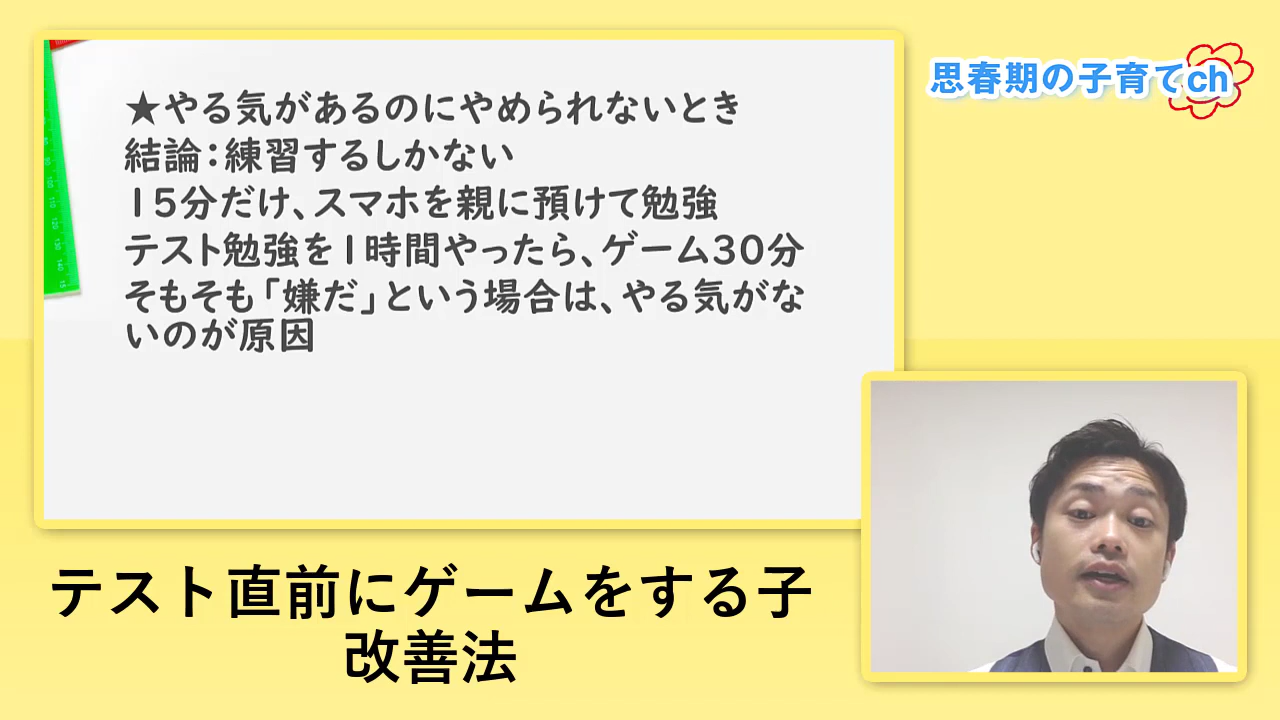 ★やる気があるのにやめられないとき
結論：練習するしかない
15分だけ、スマホを親に預けて勉強
テスト勉強を1時間やったら、ゲーム30分
そもそも「嫌だ」という場合は、やる気がな
いのが原因
思春期の子育てch
テスト直前にゲームをする子
改善法